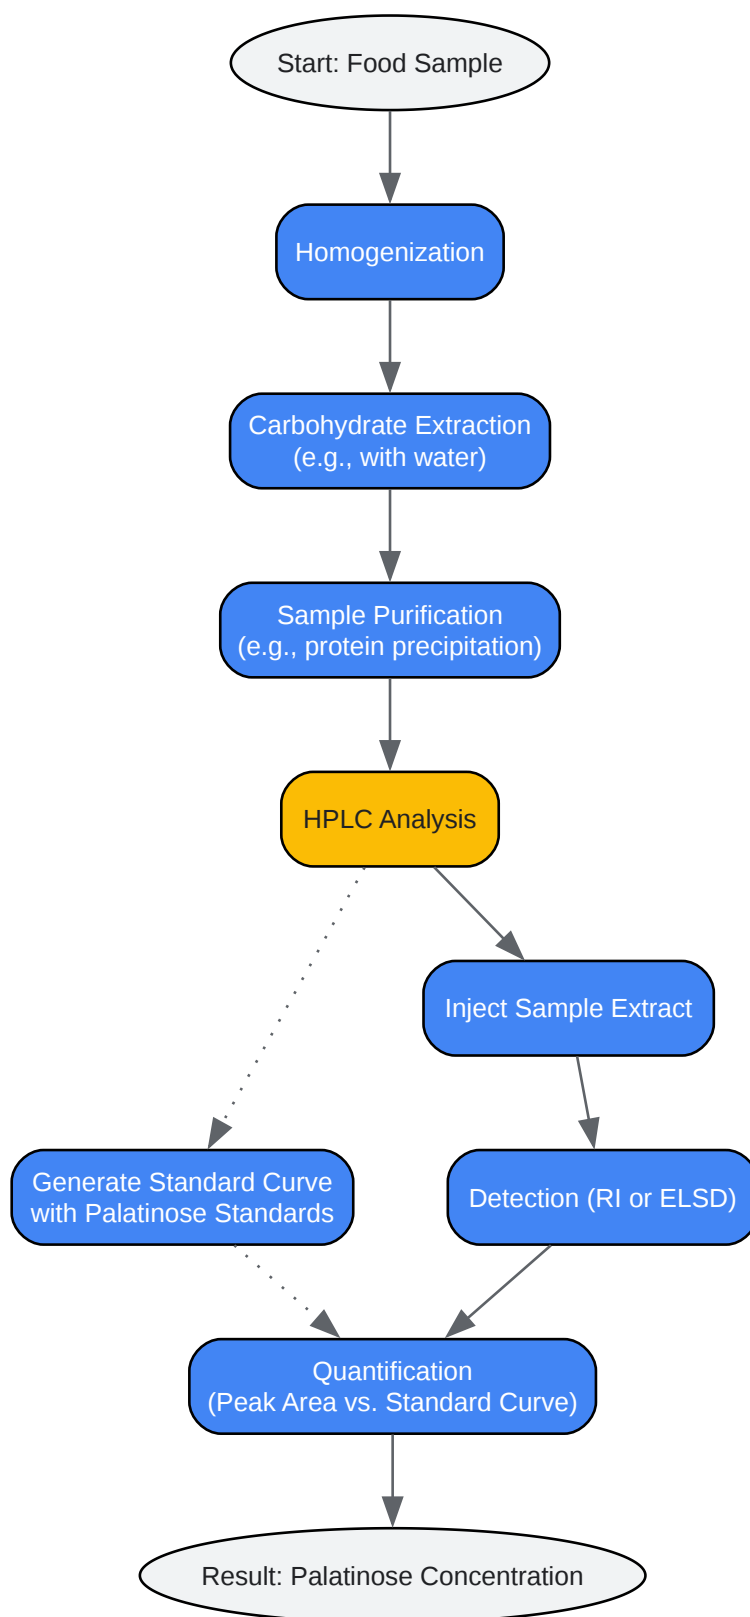 Start: Food Sample
Homogenization
Carbohydrate Extraction
(e.g., with water)
Sample Purification
(e.g., protein precipitation)
HPLC Analysis
Inject Sample Extract
Generate Standard Curve
with Palatinose Standards
Detection (RI or ELSD)
Quantification
(Peak Area vs. Standard Curve)
Result: Palatinose Concentration